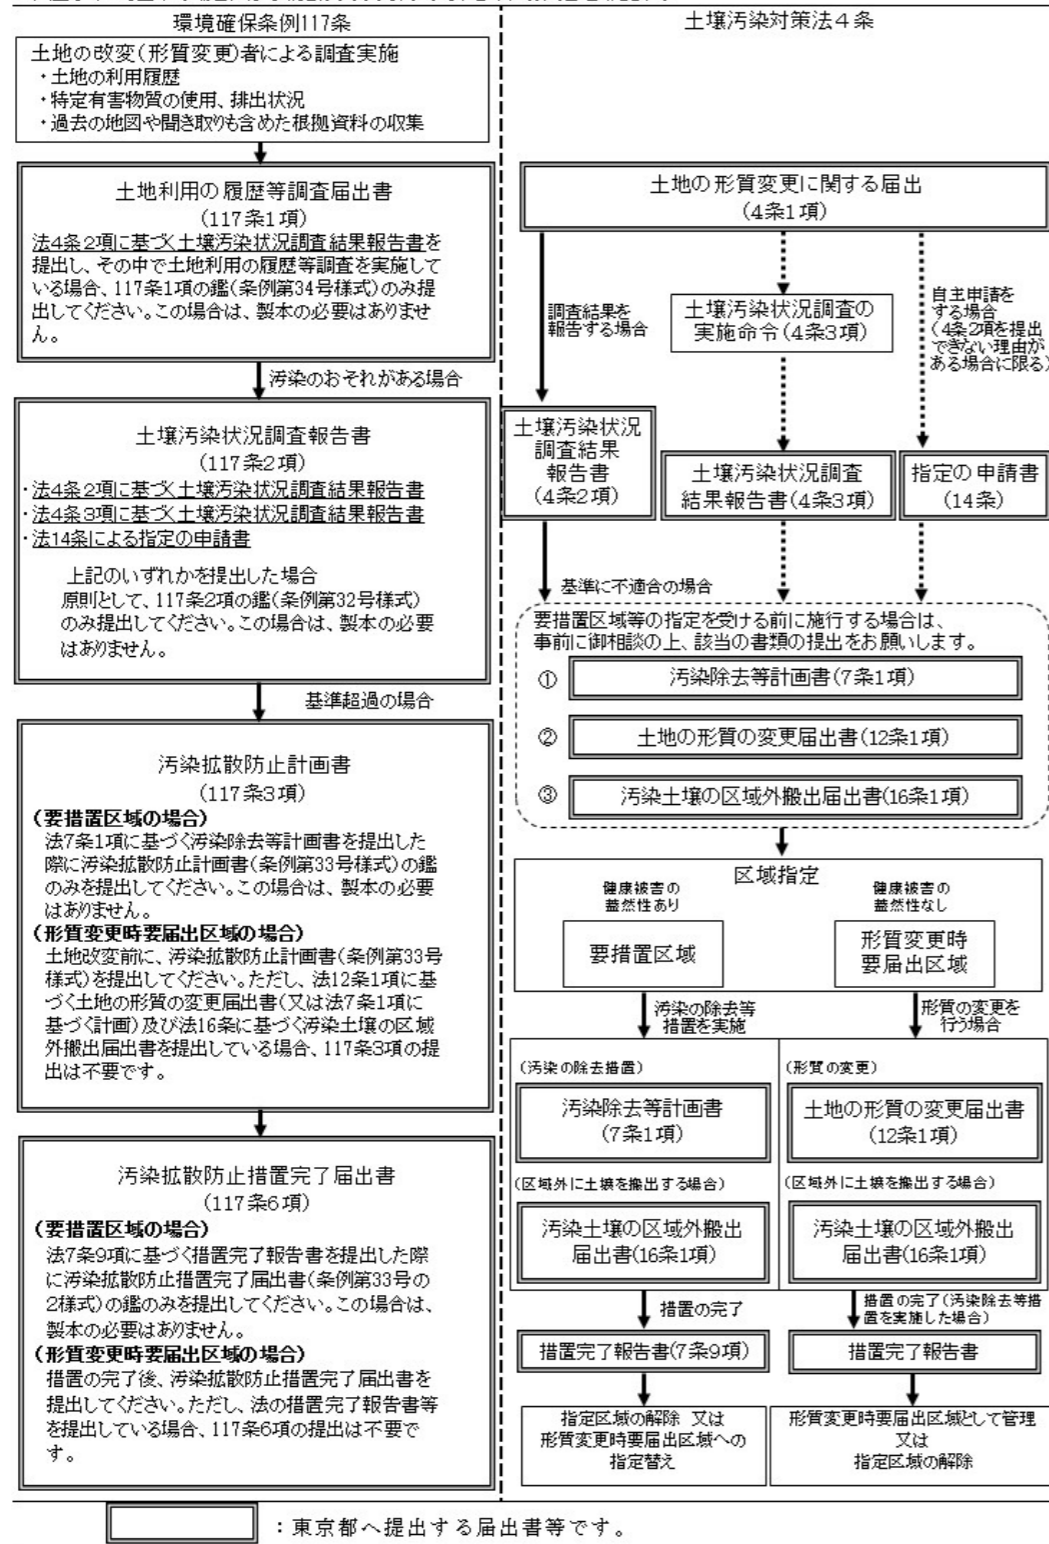 環境確保条例117条
土地の改変(形質変更)者による調査実施
・土地の利用履歴
・特定有害物質の使用、排出状況
・過去の地図や聞き取りも含めた根拠資料の収集
土地利用の履歴等調査届出書
(117条1項)
法4条2項に基づく土壌汚染状況調査結果報告書を
提出し、その中で土地利用の履歴等調査を実施して
いる場合、117条1項の鑑(条例第34号様式)のみ提
出してください。この場合は、製本の必要はありませ
ん。
汚染のおそれがある場合
土壌汚染状況調査報告書
(117条2項)
・法4条2項に基づく土壌汚染状況調査結果報告書
・法4条3項に基づく土壌汚染状況調査結果報告書
・法14条による指定の申請書
上記のいずれかを提出した場合
原則として、117条2項の鑑(条例第32号様式)
のみ提出してください。この場合は、製本の必要
はありません。
基準超過の場合
汚染拡散防止計画書
(117条3項)
(要措置区域の場合)
法7条1項に基づく汚染除去等計画書を提出した
際に汚染拡散防止計画書(条例第33号様式)の鑑
のみを提出してください。この場合は、製本の必要
はありません。
(形質変更時要届出区域の場合)
土地改変前に、汚染拡散防止計画書(条例第33号
様式)を提出してください。ただし、法12条1項に基
づく土地の形質の変更届出書(又は法7条1項に
基づく計画)及び法16条に基づく汚染土壌の区域
外搬出届出書を提出している場合、117条3項の提
出は不要です。
汚染拡散防止措置完了届出書
(117条6項)
(要措置区域の場合)
法7条9項に基づく措置完了報告書を提出した際
に汚染拡散防止措置完了届出書(条例第33号の
2様式)の鑑のみを提出してください。この場合は、
製本の必要はありません。
(形質変更時要届出区域の場合)
措置の完了後、汚染拡散防止措置完了届出書を
提出してください。ただし、法の措置完了報告書等
を提出している場合、117条6項の提出は不要で
す。
土壌汚染対策法4条
土地の形質変更に関する届出
(4条1項)
調査結果を
報告する場合
土壌汚染状況調査の
実施命令(4条3項)
自主申請を
する場合
(4条2項を提出
できない理由が
ある場合に限る)
土壌汚染状況
調査結果
報告書
(4条2項)
土壌汚染状況調査
結果報告書(4条3項)
指定の申請書
(14条)
基準に不適合の場合
要措置区域等の指定を受ける前に施行する場合は、
事前に御相談の上、該当の書類の提出をお願いします。
① 汚染除去等計画書(7条1項)
② 土地の形質の変更届出書(12条1項)
③ 汚染土壌の区域外搬出届出書(16条1項)
区域指定
健康被害の
蓋然性あり
要措置区域
健康被害の
蓋然性なし
形質変更時
要届出区域
汚染の除去等
措置を実施
形質の変更を
行う場合
(汚染の除去措置)
汚染除去等計画書
(7条1項)
(区域外に土壌を搬出する場合)
汚染土壌の区域外搬出
届出書(16条1項)
(形質の変更)
土地の形質の変更届出書
(12条1項)
(区域外に土壌を搬出する場合)
汚染土壌の区域外搬出
届出書(16条1項)
措置の完了
措置の完了(汚染除去等措
置を実施した場合)
措置完了報告書(7条9項)
措置完了報告書
指定区域の解除 又は
形質変更時要届出区域への
指定替え
形質変更時要届出区域として管理
又は
指定区域の解除
:東京都へ提出する届出書等です。